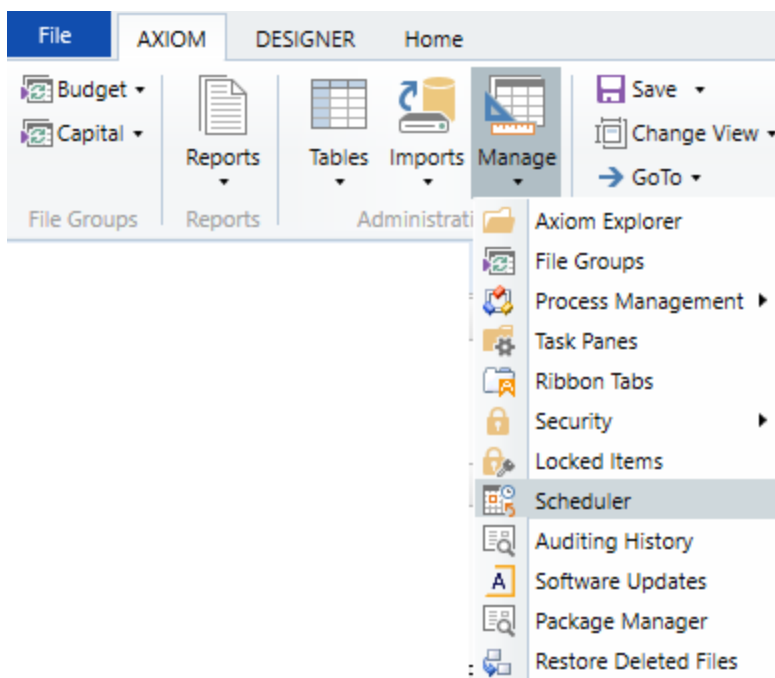 File AXIOM DESIGNER Home
Budget
Capital
Reports
Tables
Imports
Manage
Save
Change View
GoTo
File Groups Reports Administrati
Axiom Explorer
File Groups
Process Management
Task Panes
Ribbon Tabs
Security
Locked Items
Scheduler
Auditing History
Software Updates
Package Manager
Restore Deleted Files